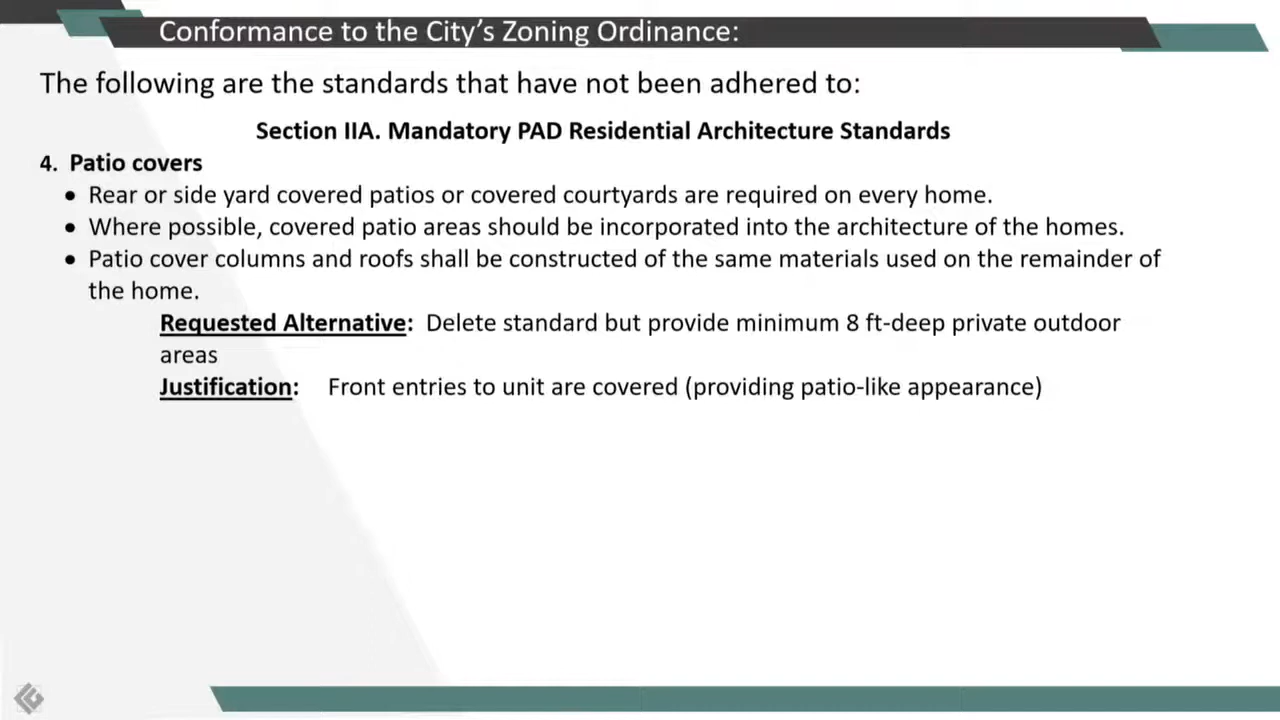 Conformance to the City's Zoning Ordinance:
The following are the standards that have not been adhered to:
Section IIA. Mandatory PAD Residential Architecture Standards
4. Patio covers
• Rear or side yard covered patios or covered courtyards are required on every home.
• Where possible, covered patio areas should be incorporated into the architecture of the homes.
• Patio cover columns and roofs shall be constructed of the same materials used on the remainder of
the home.
Requested Alternative: Delete standard but provide minimum 8 ft-deep private outdoor
areas
Justification: Front entries to unit are covered (providing patio-like appearance)